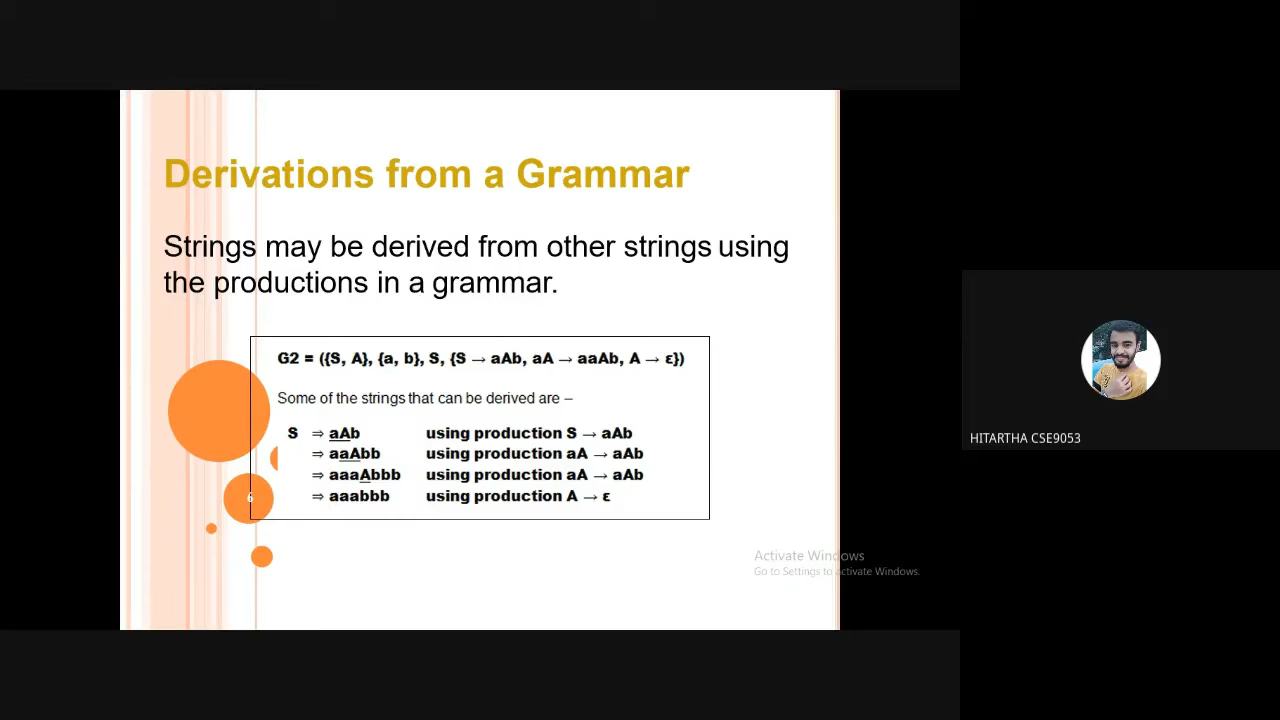 Derivations from a Grammar
Strings may be derived from other strings using
the productions in a grammar.
G2 = ({S, A}, {a, b}, S, {S → aAb, aA → aaAb, A → ε})
Some of the strings that can be derived are –
S ⇒ aAb using production S → aAb
⇒ aaAbb using production aA → aAb
⇒ aaaAbbb using production aA → aAb
⇒ aaabbb using production A → ε
6
Activate Windows
Go to Settings to activate Windows.
HITARTHA CSE9053